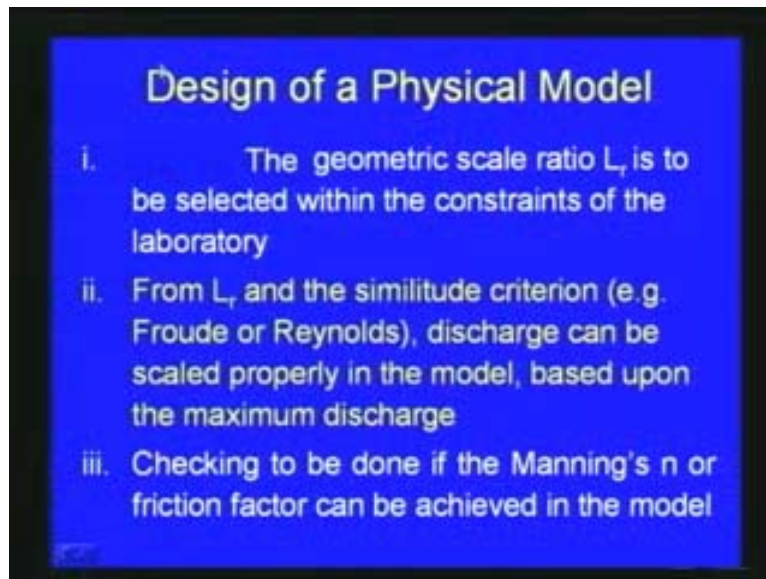 Design of a Physical Model
i. The geometric scale ratio Lᵣ is to
be selected within the constraints of the
laboratory
ii. From Lᵣ and the similitude criterion (e.g.
Froude or Reynolds), discharge can be
scaled properly in the model, based upon
the maximum discharge
iii. Checking to be done if the Manning's n or
friction factor can be achieved in the model